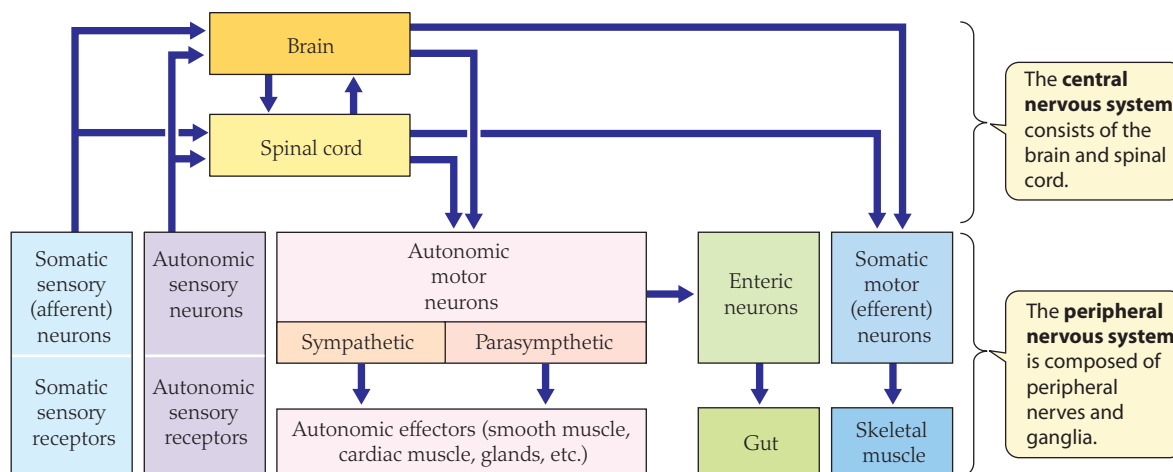 Brain
Spinal cord
The central
nervous system
consists of the
brain and spinal
cord.
Somatic
sensory
(afferent)
neurons
Somatic
sensory
receptors
Autonomic
sensory
neurons
Autonomic
sensory
receptors
Autonomic
motor
neurons
Sympathetic
Parasympthetic
Autonomic effectors (smooth muscle,
cardiac muscle, glands, etc.)
Enteric
neurons
Gut
Somatic
motor
(efferent)
neurons
Skeletal
muscle
The peripheral
nervous system
is composed of
peripheral
nerves and
ganglia.